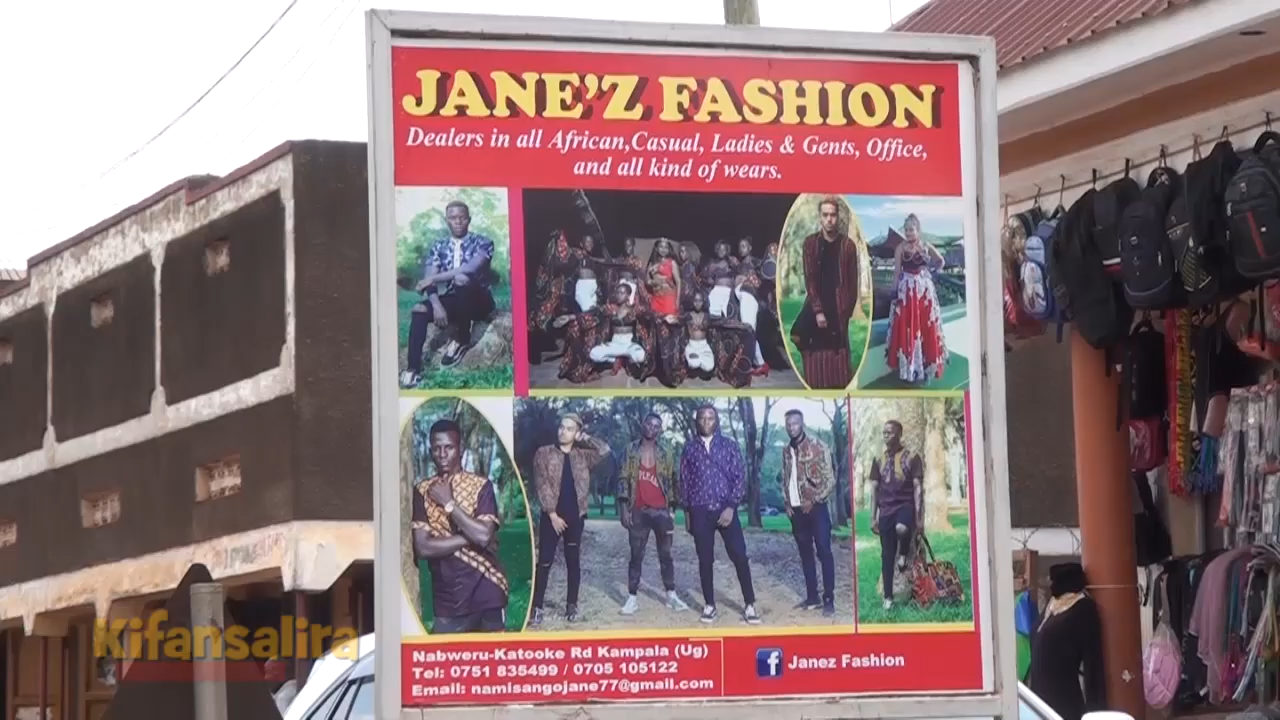 JANE'Z FASHION
Dealers in all African,Casual, Ladies & Gents, Office,
and all kind of wears.
Nabweru-Katooke Rd Kampala (Ug)
Tel: 0751 835499 / 0705 105122
Email: namisangojane77@gmail.com
f Janez Fashion
Kifansalira